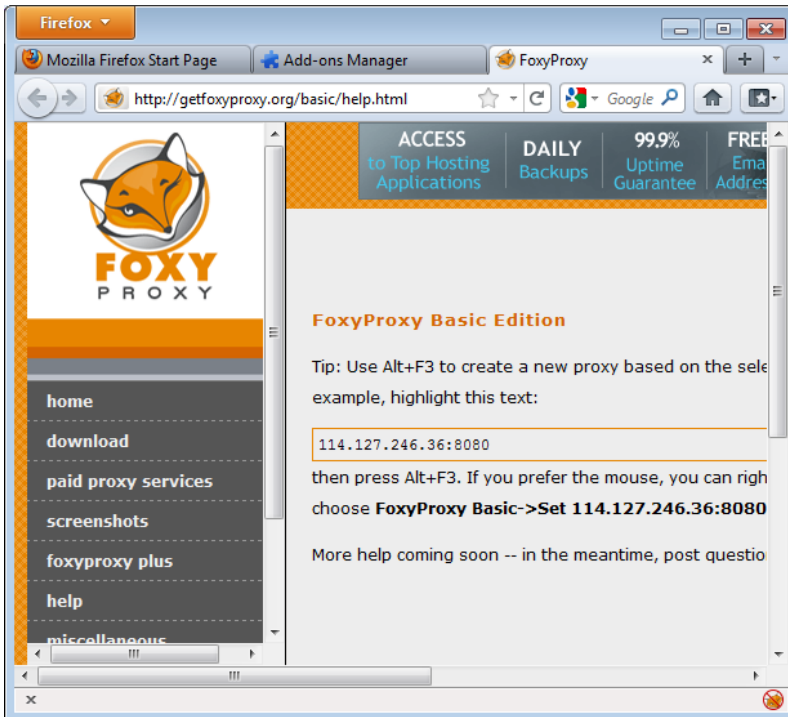 Firefox
Mozilla Firefox Start Page
Add-ons Manager
FoxyProxy
http://getfoxyproxy.org/basic/help.html
Google
FOXY
PROXY
home
download
paid proxy services
screenshots
foxyproxy plus
help
miscellaneous
ACCESS
to Top Hosting
Applications
DAILY
Backups
99.9%
Uptime
Guarantee
FREE
Ema
Addres
FoxyProxy Basic Edition
Tip: Use Alt+F3 to create a new proxy based on the sele
example, highlight this text:
114.127.246.36:8080
then press Alt+F3. If you prefer the mouse, you can righ
choose FoxyProxy Basic->Set 114.127.246.36:8080
More help coming soon -- in the meantime, post questio